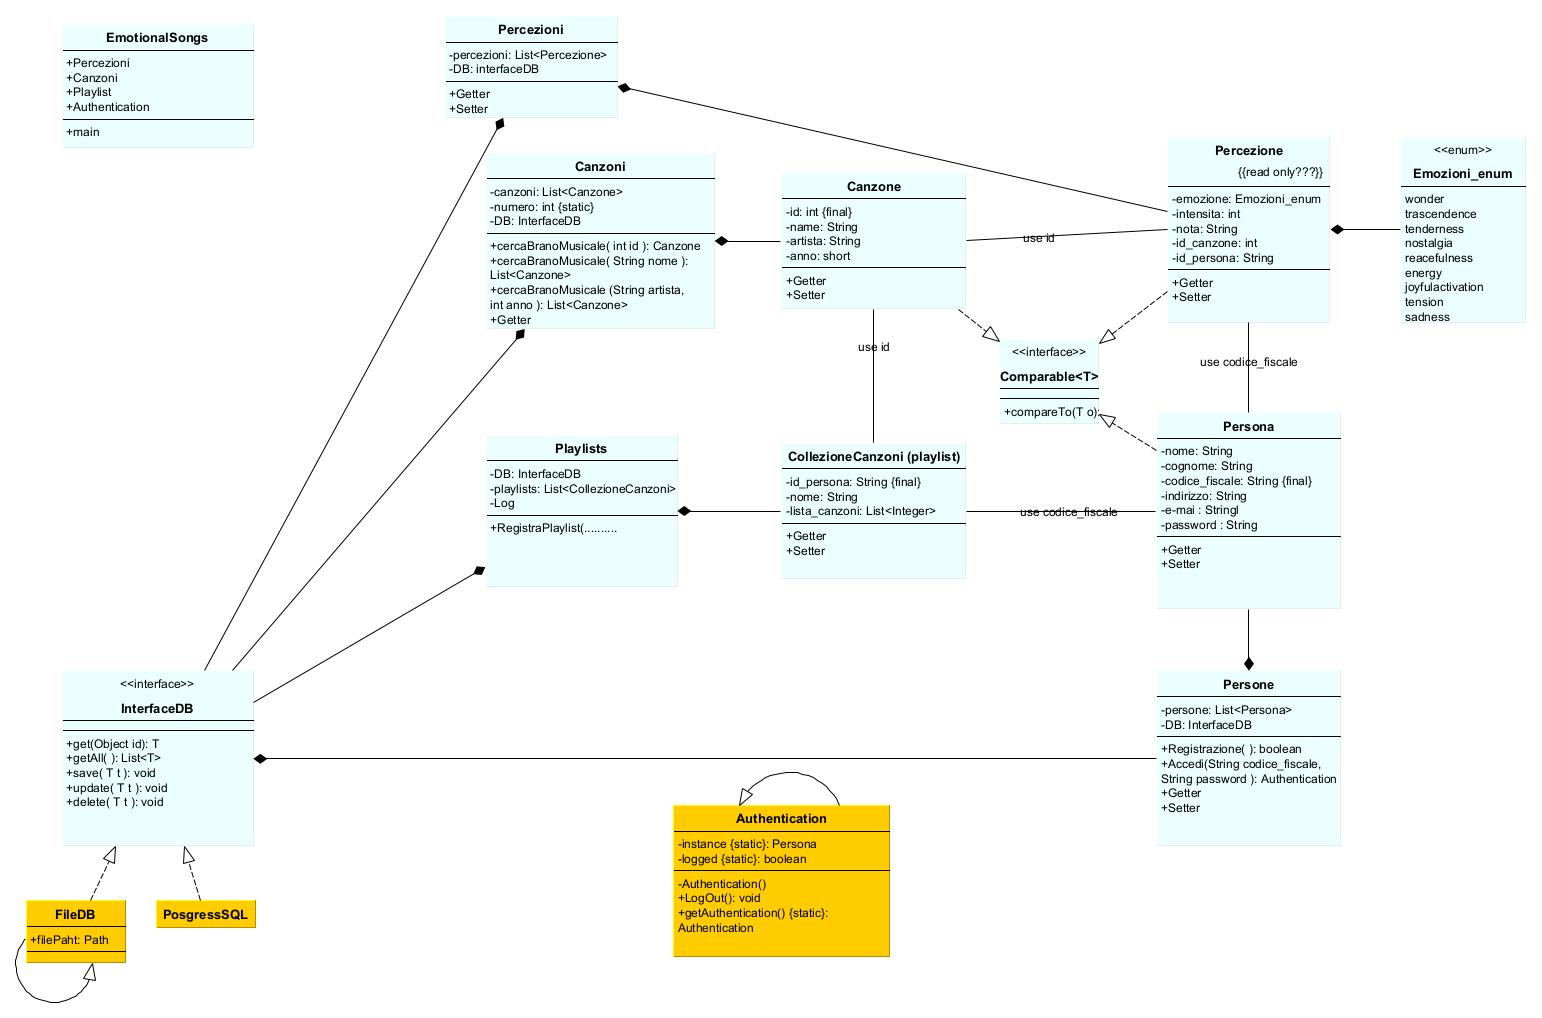 EmotionalSongs
+Percezioni
+Canzoni
+Playlist
+Authentication
+main
Percezioni
-percezioni: List<Percezione>
-DB: interfaceDB
+Getter
+Setter
Canzoni
-canzoni: List<Canzone>
-numero: int {static}
-DB: InterfaceDB
+cercaBranoMusicale( int id ): Canzone
+cercaBranoMusicale( String nome ):
List<Canzone>
+cercaBranoMusicale (String artista,
int anno ): List<Canzone>
+Getter
Canzone
-id: int {final}
-name: String
-artista: String
-anno: short
+Getter
+Setter
use id
Percezione
{{read only???}}
-emozione: Emozioni_enum
-intensita: int
-nota: String
-id_canzone: int
-id_persona: String
+Getter
+Setter
<<enum>>
Emozioni_enum
wonder
trascendence
tenderness
nostalgia
reacefulness
energy
joyfulactivation
tension
sadness
use id
<<interface>>
Comparable<T>
+compareTo(T o):
use codice_fiscale
Playlists
-DB: InterfaceDB
-playlists: List<CollezioneCanzoni>
-Log
+RegistraPlaylist(..........
CollezioneCanzoni (playlist)
-id_persona: String {final}
-nome: String
-lista_canzoni: List<Integer>
+Getter
+Setter
use codice_fiscale
Persona
-nome: String
-cognome: String
-codice_fiscale: String {final}
-indirizzo: String
-e-mai : Stringl
-password : String
+Getter
+Setter
<<interface>>
InterfaceDB
+get(Object id): T
+getAll( ): List<T>
+save( T t ): void
+update( T t ): void
+delete( T t ): void
Persone
-persone: List<Persona>
-DB: InterfaceDB
+Registrazione( ): boolean
+Accedi(String codice_fiscale,
String password ): Authentication
+Getter
+Setter
Authentication
-instance {static}: Persona
-logged {static}: boolean
-Authentication()
+LogOut(): void
+getAuthentication() {static}:
Authentication
FileDB
+filePaht: Path
PosgressSQL